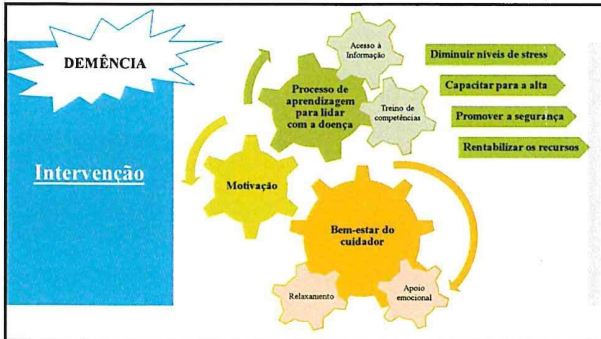 DEMÊNCIA
Intervenção
Acesso à
Informação
Processo de
aprendizagem
para lidar
com a doença
Treino de
competências
Motivação
Bem-estar do
cuidador
Relaxamento
Apoio
emocional
Diminuir níveis de stress
Capacitar para a alta
Promover a segurança
Rentabilizar os recursos